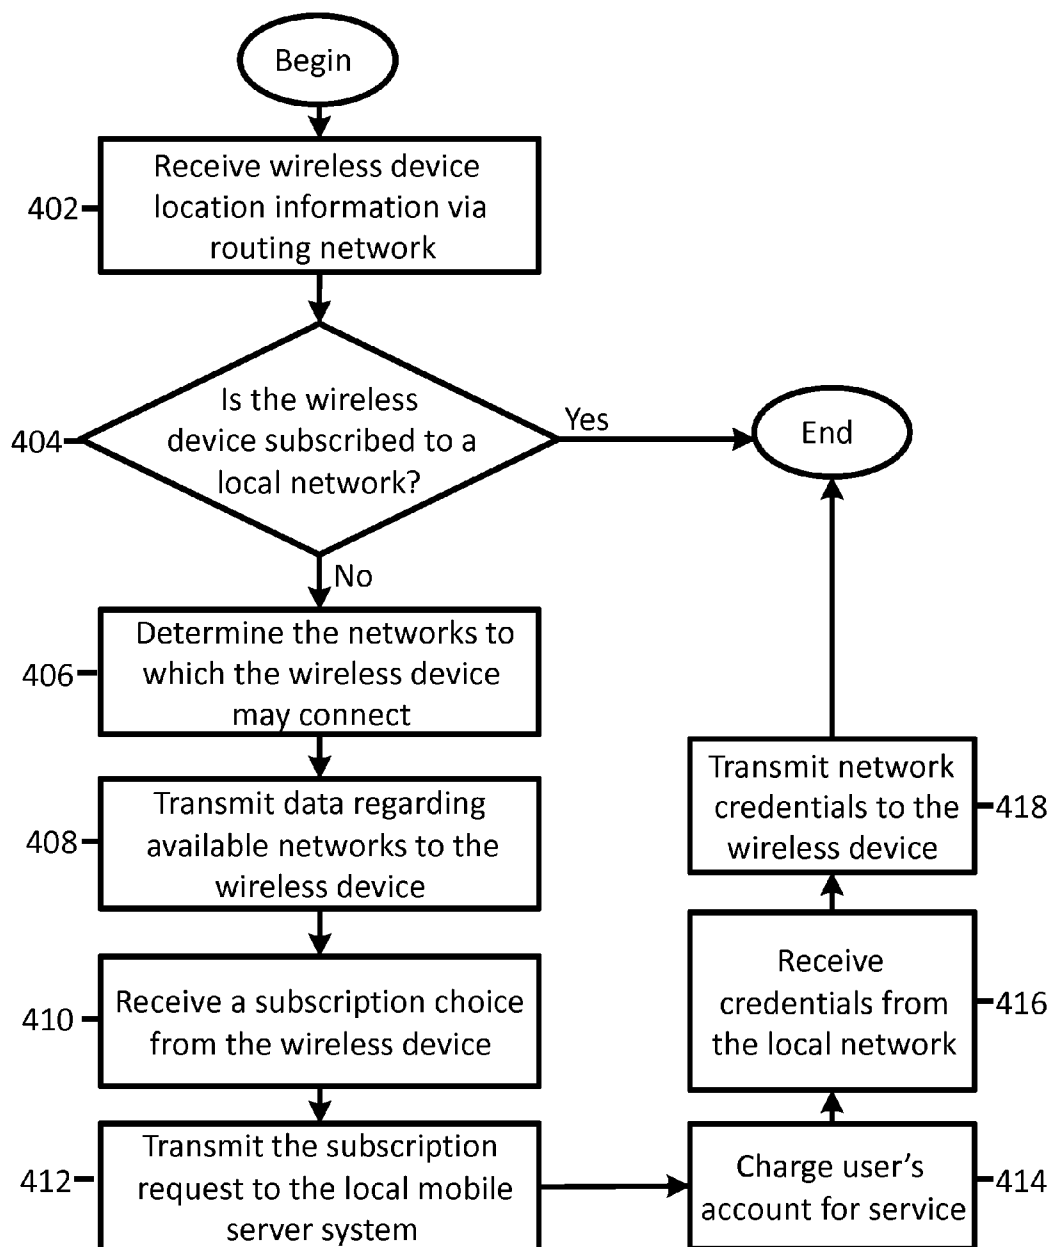 Begin
Receive wireless device
location information via
routing network
402
Is the wireless
device subscribed to a
local network?
404
Yes
End
No
Determine the networks to
which the wireless device
may connect
406
Transmit data regarding
available networks to the
wireless device
408
Receive a subscription choice
from the wireless device
410
Transmit the subscription
request to the local mobile
server system
412
Charge user’s
account for service
414
Receive
credentials from
the local network
416
Transmit network
credentials to the
wireless device
418